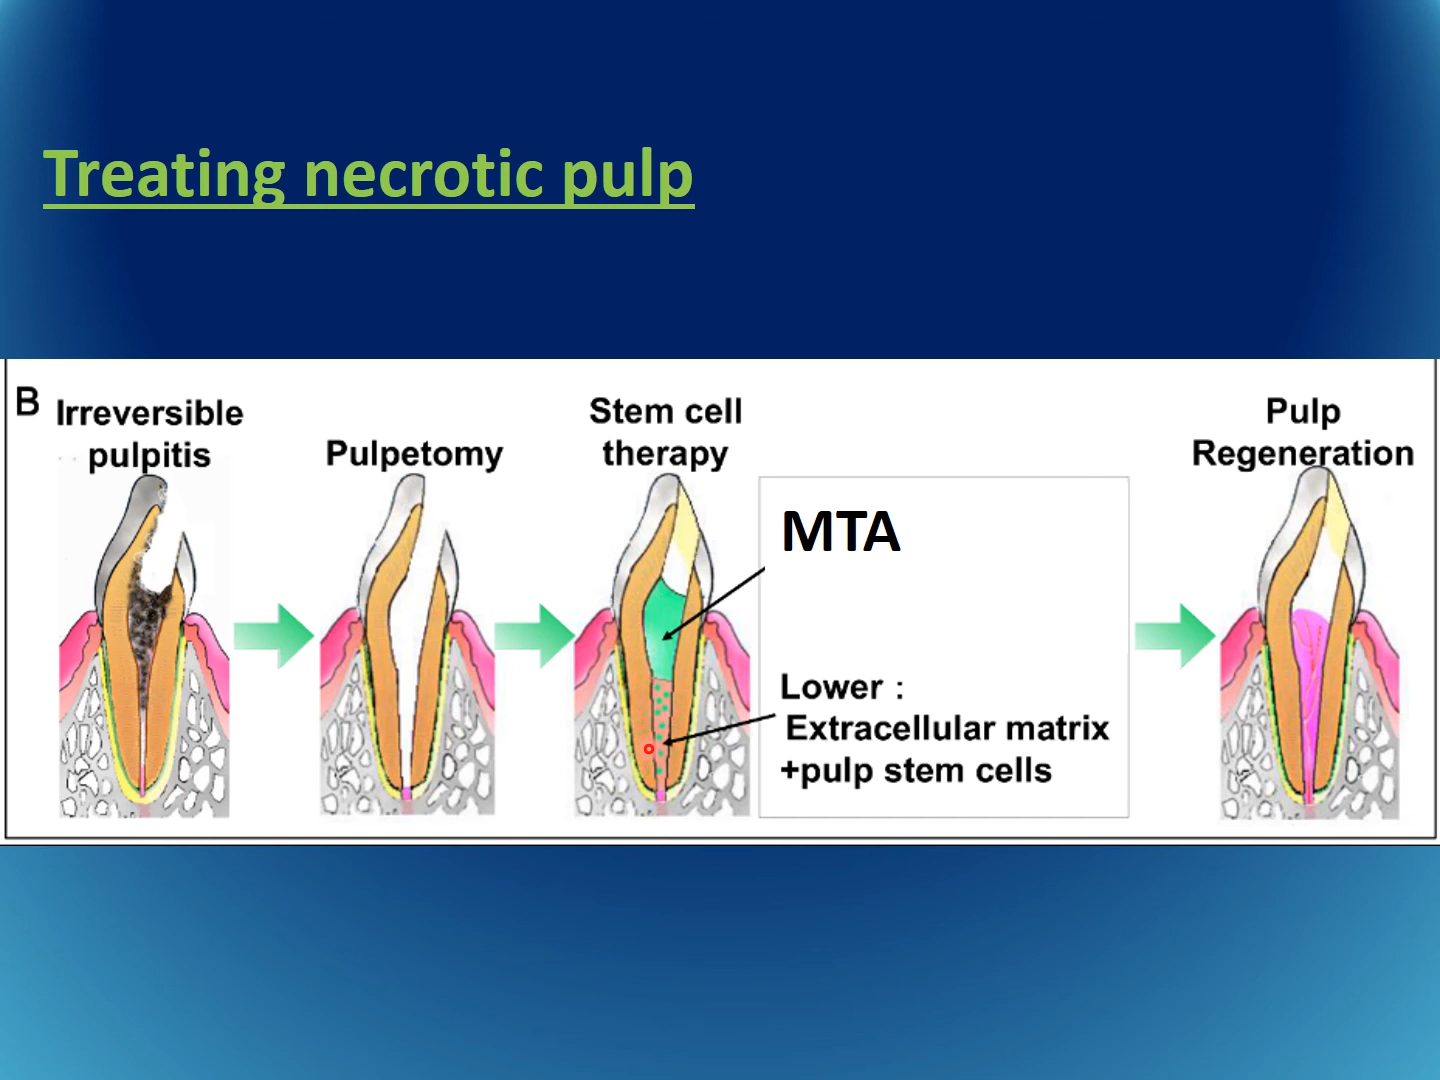 Treating necrotic pulp
B
Irreversible
pulpitis
Pulpetomy
Stem cell
therapy
MTA
Lower :
Extracellular matrix
+pulp stem cells
Pulp
Regeneration